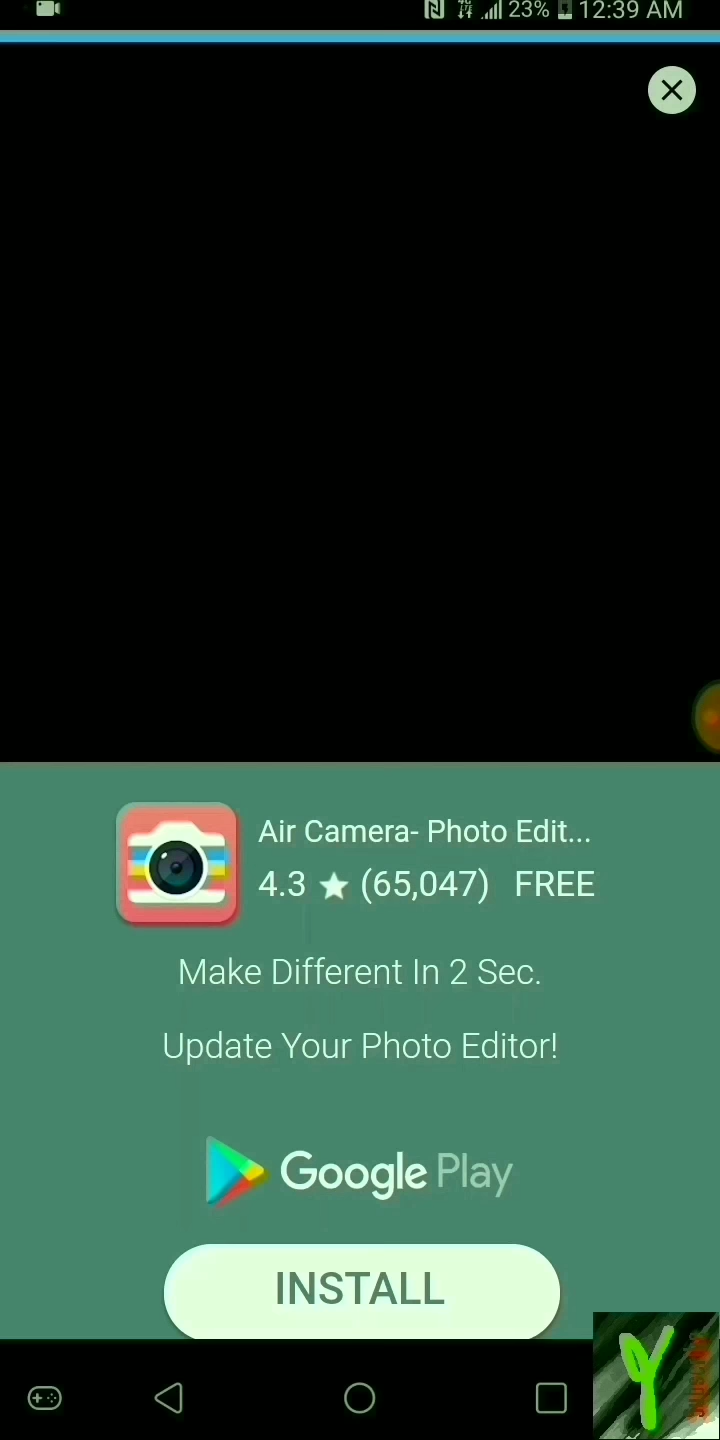 23% 12:39 AM
Air Camera- Photo Edit...
4.3 ★ (65,047) FREE
Make Different In 2 Sec.
Update Your Photo Editor!
Google Play
INSTALL